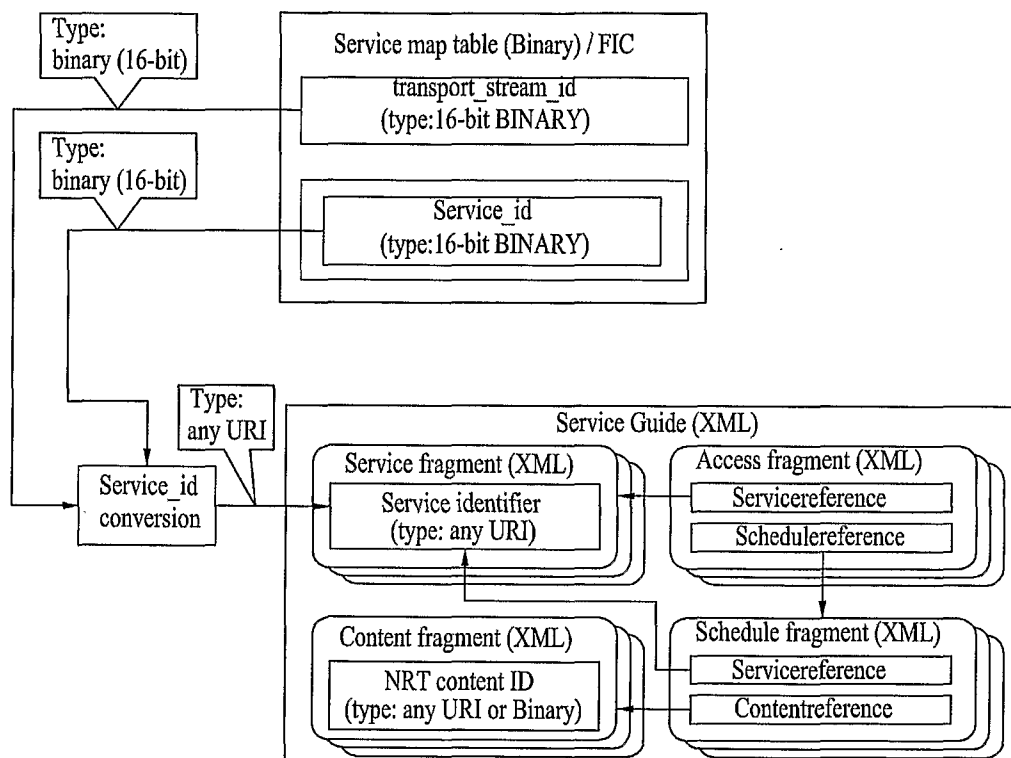 Type:
binary (16-bit)
Service map table (Binary) / FIC
transport_stream_id
(type:16-bit BINARY)
Type:
binary (16-bit)
Service_id
(type:16-bit BINARY)
Type:
any URI
Service Guide (XML)
Service_id
conversion
Service fragment (XML)
Service identifier
(type: any URI)
Access fragment (XML)
Servicereference
Schedulereference
Content fragment (XML)
NRT content ID
(type: any URI or Binary)
Schedule fragment (XML)
Servicereference
Contentreference